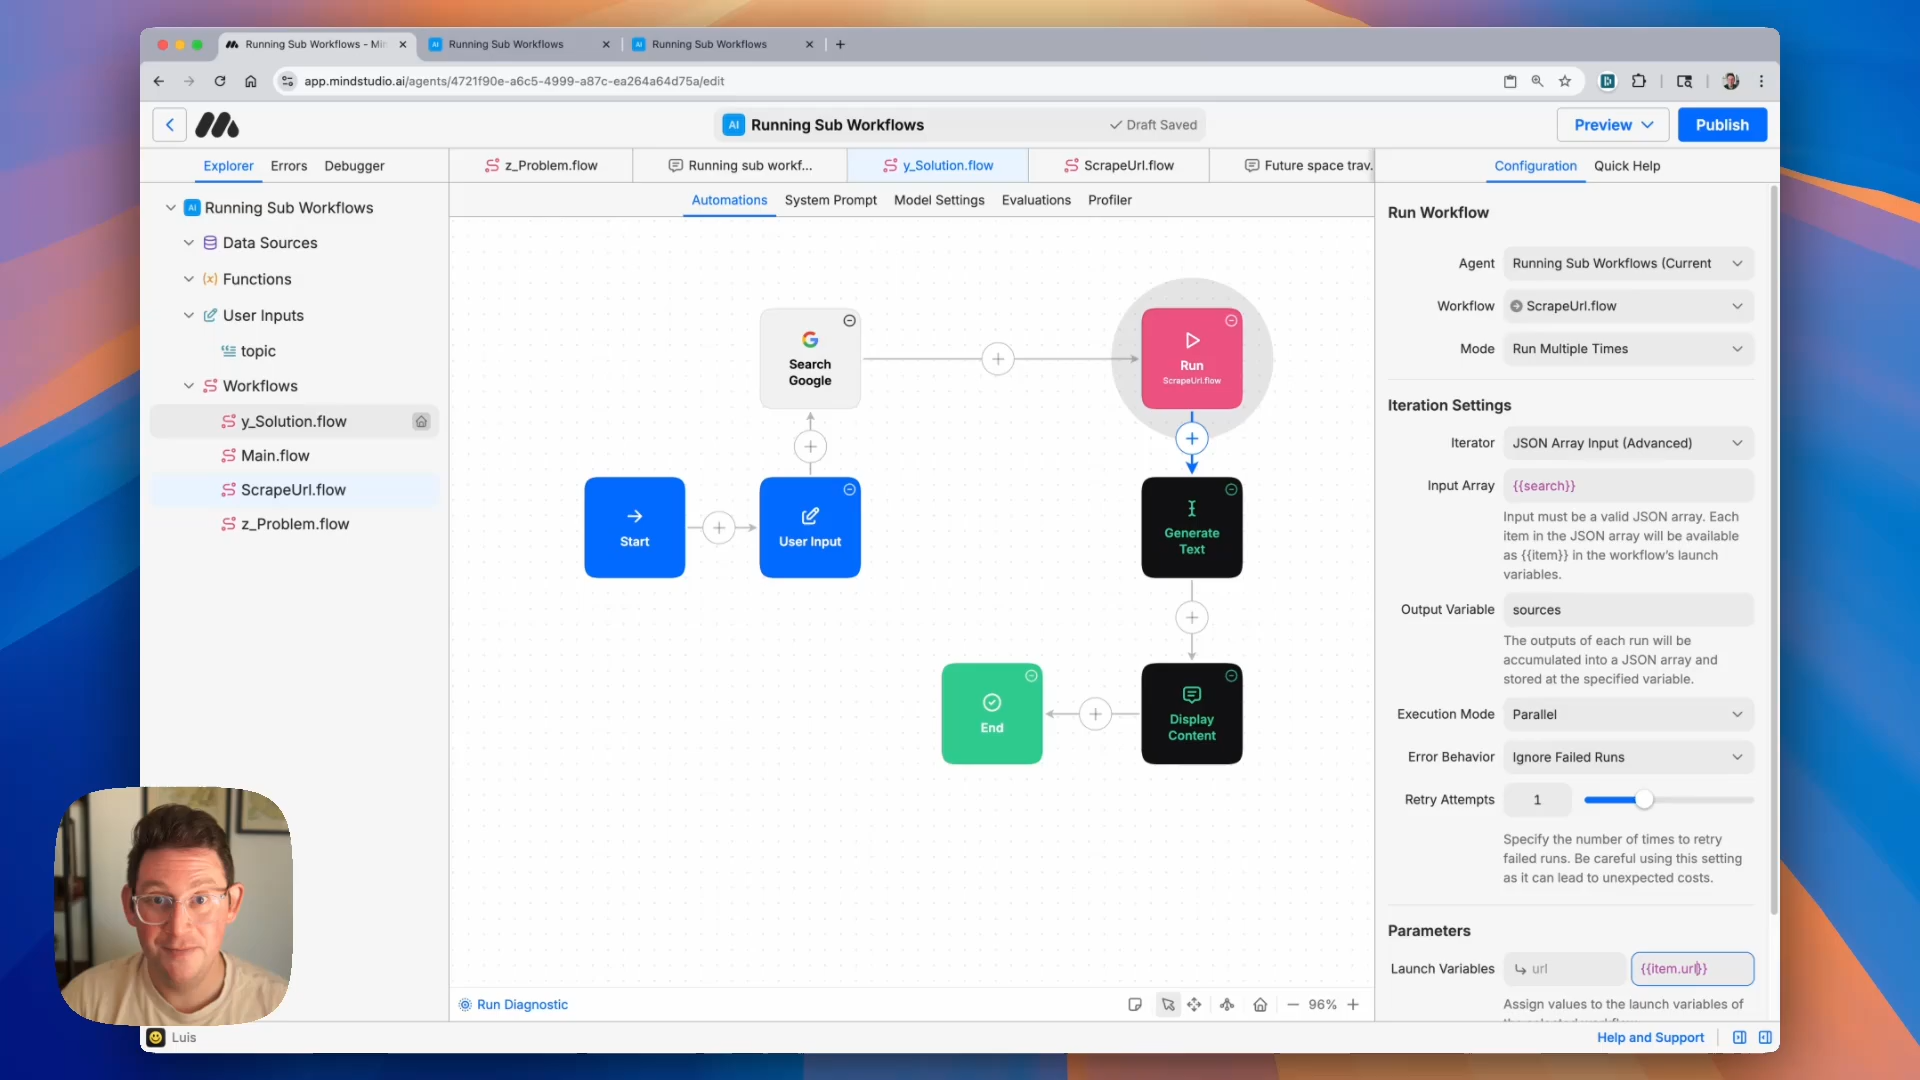 Running Sub Workflows - Min
Running Sub Workflows
Running Sub Workflows
app.mindstudio.ai/agents/4721f90e-a6c5-4999-a87c-ea264a64d75a/edit
AI Running Sub Workflows
Draft Saved
Preview
Publish
Explorer
Errors
Debugger
z_Problem.flow
Running sub workf...
y_Solution.flow
ScrapeUrl.flow
Future space trav.
Configuration
Quick Help
Automations
System Prompt
Model Settings
Evaluations
Profiler
AI Running Sub Workflows
Data Sources
Functions
User Inputs
topic
Workflows
y_Solution.flow
Main.flow
ScrapeUrl.flow
z_Problem.flow
Search
Google
Run
ScrapeUrl.flow
Start
User Input
Generate
Text
End
Display
Content
Run Workflow
Agent
Running Sub Workflows (Current
Workflow
ScrapeUrl.flow
Mode
Run Multiple Times
Iteration Settings
Iterator
JSON Array Input (Advanced)
Input Array
{{search}}
Input must be a valid JSON array. Each
item in the JSON array will be available
as {{item}} in the workflow's launch
variables.
Output Variable
sources
The outputs of each run will be
accumulated into a JSON array and
stored at the specified variable.
Execution Mode
Parallel
Error Behavior
Ignore Failed Runs
Retry Attempts
1
Specify the number of times to retry
failed runs. Be careful using this setting
as it can lead to unexpected costs.
Parameters
Launch Variables
url
{{item.url}}
Assign values to the launch variables of
Run Diagnostic
96%
Luis
Help and Support